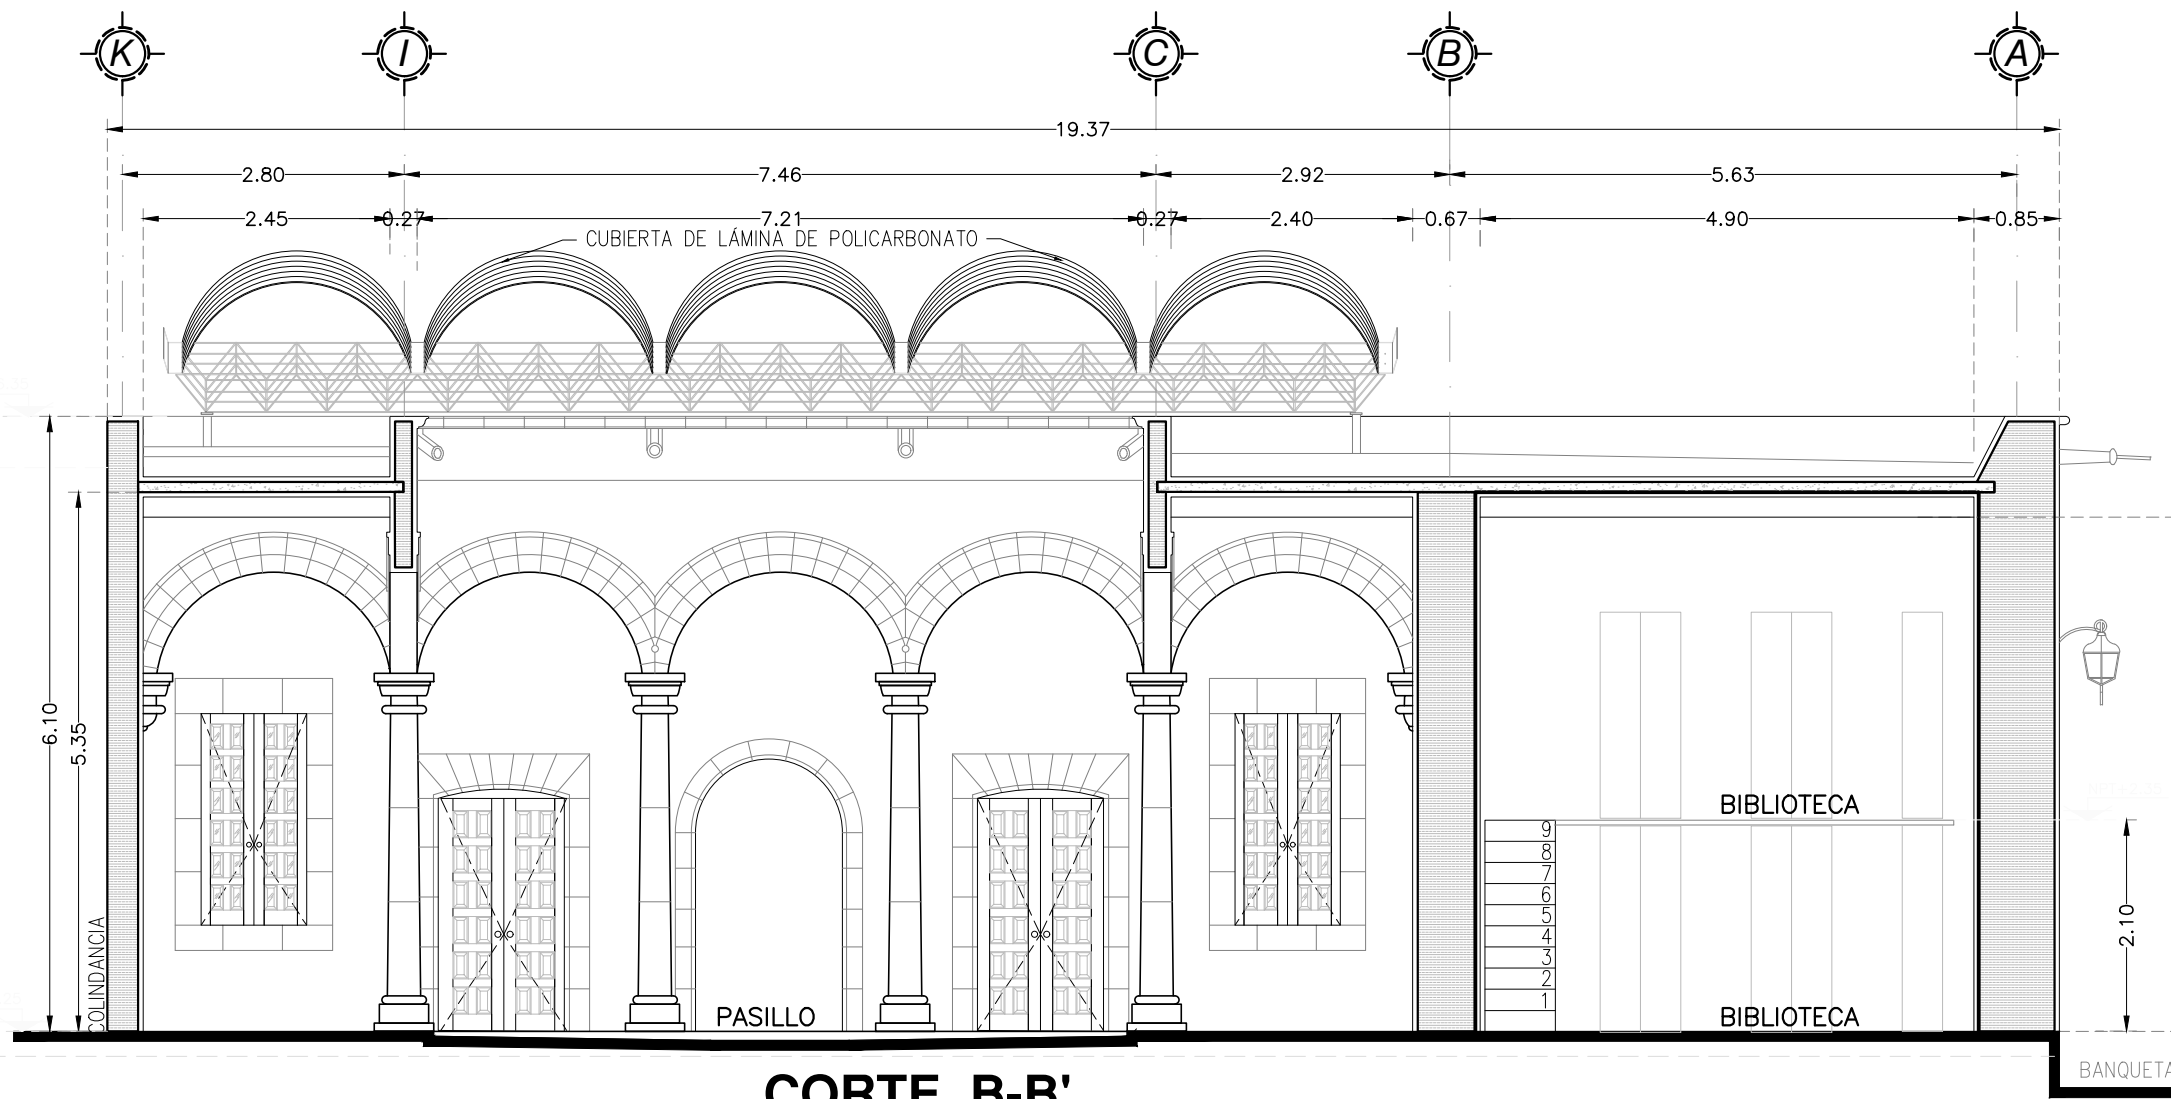 K I C B A
19.37
2.80 7.46 2.92 5.63
2.45 0.27 7.21 0.27 2.40 0.67 4.90 0.85
CUBIERTA DE LÁMINA DE POLICARBONATO
6.10
5.35
COLINDANCIA
BIBLIOTECA
9
8
7
6
5
4
3
2
1
2.10
PASILLO
BIBLIOTECA
BANQUETA
CORTE B-B'